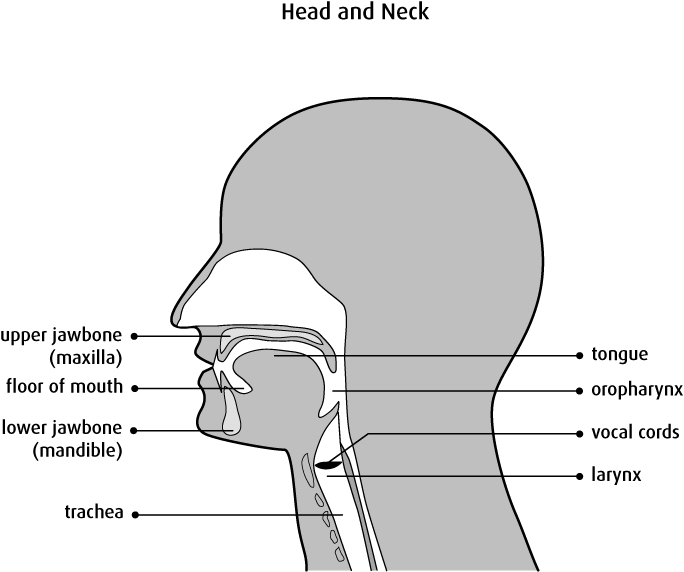 Head and Neck
upper jawbone
(maxilla)
floor of mouth
lower jawbone
(mandible)
trachea
tongue
oropharynx
vocal cords
larynx